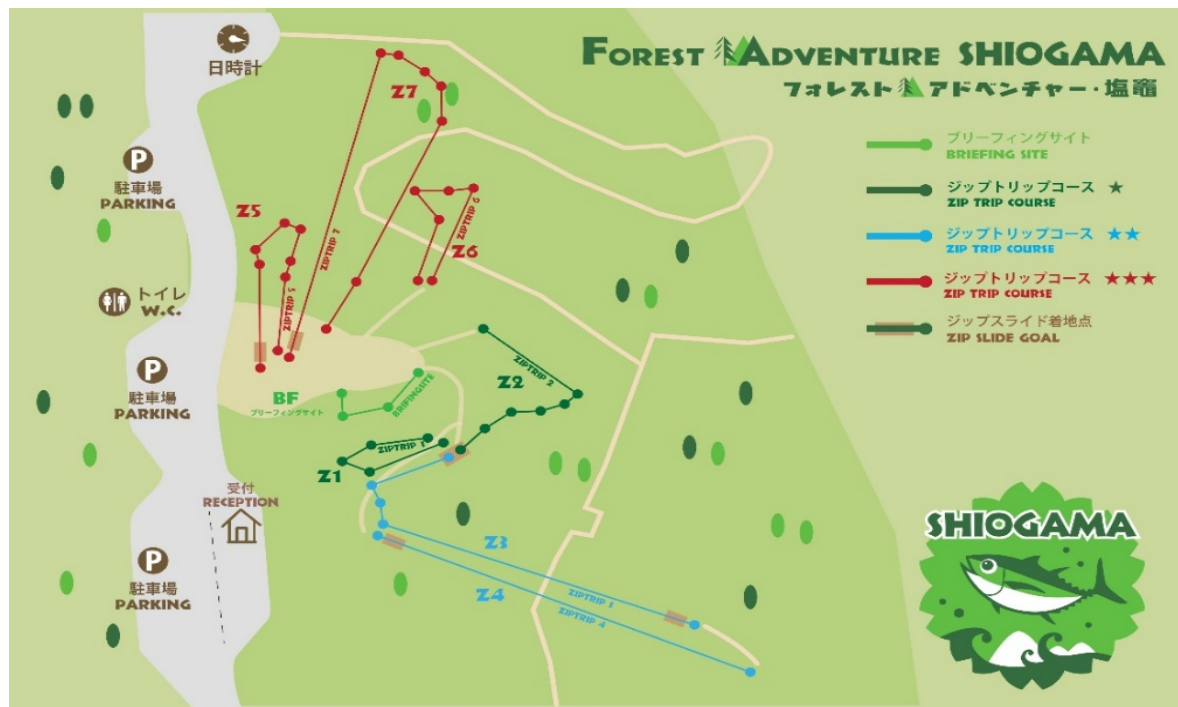 FOREST ADVENTURE SHIOGAMA
フォレスト アドベンチャー・塩竈
ブリーフィングサイト
BRIEFING SITE
ジップトリップコース ★
ZIP TRIP COURSE
ジップトリップコース ★★
ZIP TRIP COURSE
ジップトリップコース ★★★
ZIP TRIP COURSE
ジップスライド着地点
ZIP SLIDE GOAL
日時計
P
駐車場
PARKING
トイレ
W.C.
P
駐車場
PARKING
受付
RECEPTION
P
駐車場
PARKING
Z7
ZIPTRIP 7
Z5
ZIPTRIP 5
Z6
ZIPTRIP 6
BF
ブリーフィングサイト
BRIFINGUITE
Z2
ZIPTRIP 2
Z1
ZIPTRIP 1
Z3
ZIPTRIP 3
Z4
ZIPTRIP 4
SHIOGAMA